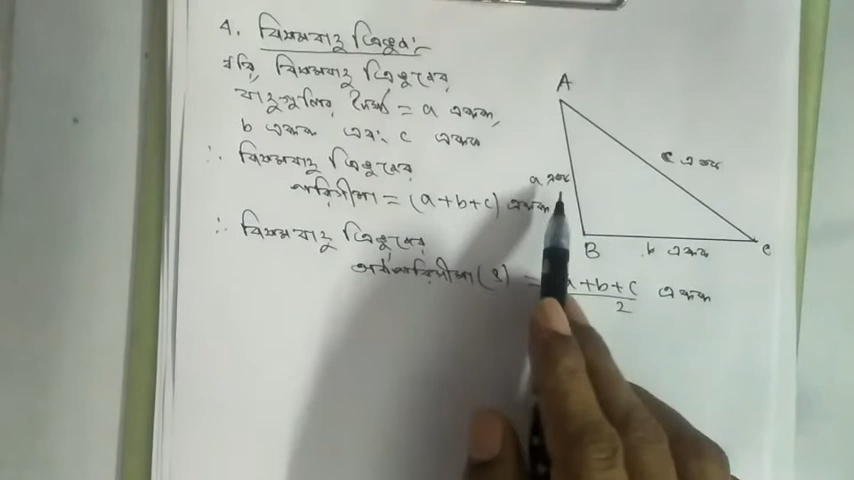 4. বিষমবাহু ত্রিভুজ:
ধরি, বিষমবাহু ত্রিভুজের
বাহুগুলির দৈর্ঘ্য = a একক,
b একক এবং c একক
∴ বিষমবাহু ত্রিভুজের
পরিসীমা = (a+b+c) একক
∴ বিষমবাহু ত্রিভুজের
অর্ধপরিসীমা (s) = a+b+c/2 একক
A
c একক
a একক
B
b একক
C